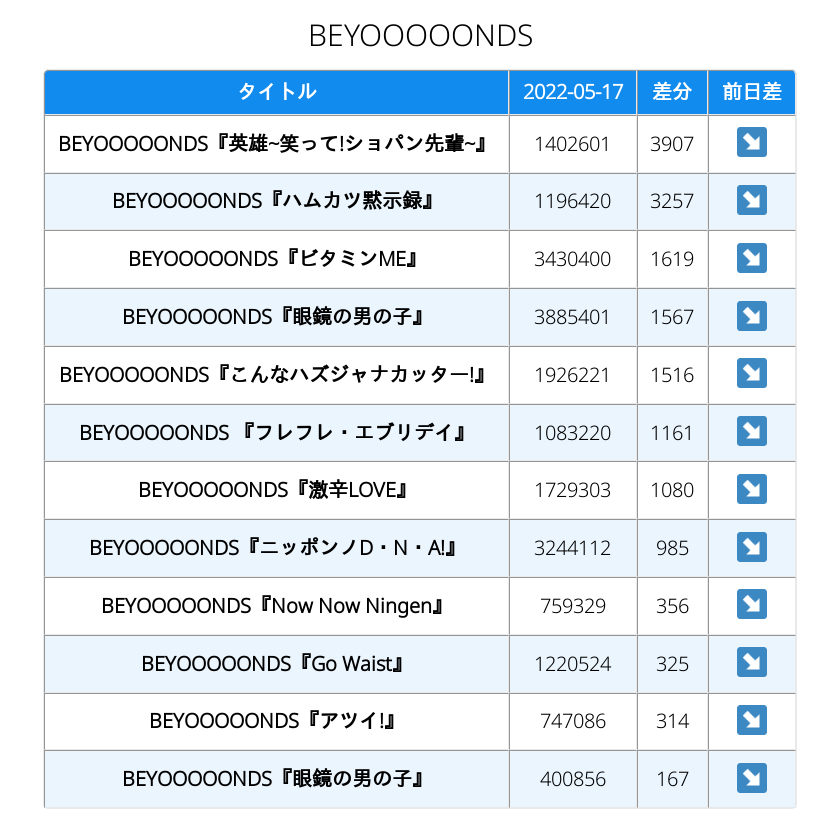 BEYOOOOONDS
タイトル 2022-05-17 差分 前日差
BEYOOOOONDS『英雄~笑って!ショパン先輩~』 1402601 3907 ↘
BEYOOOOONDS『ハムカツ黙示録』 1196420 3257 ↘
BEYOOOOONDS『ビタミンME』 3430400 1619 ↘
BEYOOOOONDS『眼鏡の男の子』 3885401 1567 ↘
BEYOOOOONDS『こんなハズジャナカッター!』 1926221 1516 ↘
BEYOOOOONDS 『フレフレ・エブリデイ』 1083220 1161 ↘
BEYOOOOONDS『激辛LOVE』 1729303 1080 ↘
BEYOOOOONDS『ニッポンノD・N・A!』 3244112 985 ↘
BEYOOOOONDS『Now Now Ningen』 759329 356 ↘
BEYOOOOONDS『Go Waist』 1220524 325 ↘
BEYOOOOONDS『アツイ!』 747086 314 ↘
BEYOOOOONDS『眼鏡の男の子』 400856 167 ↘